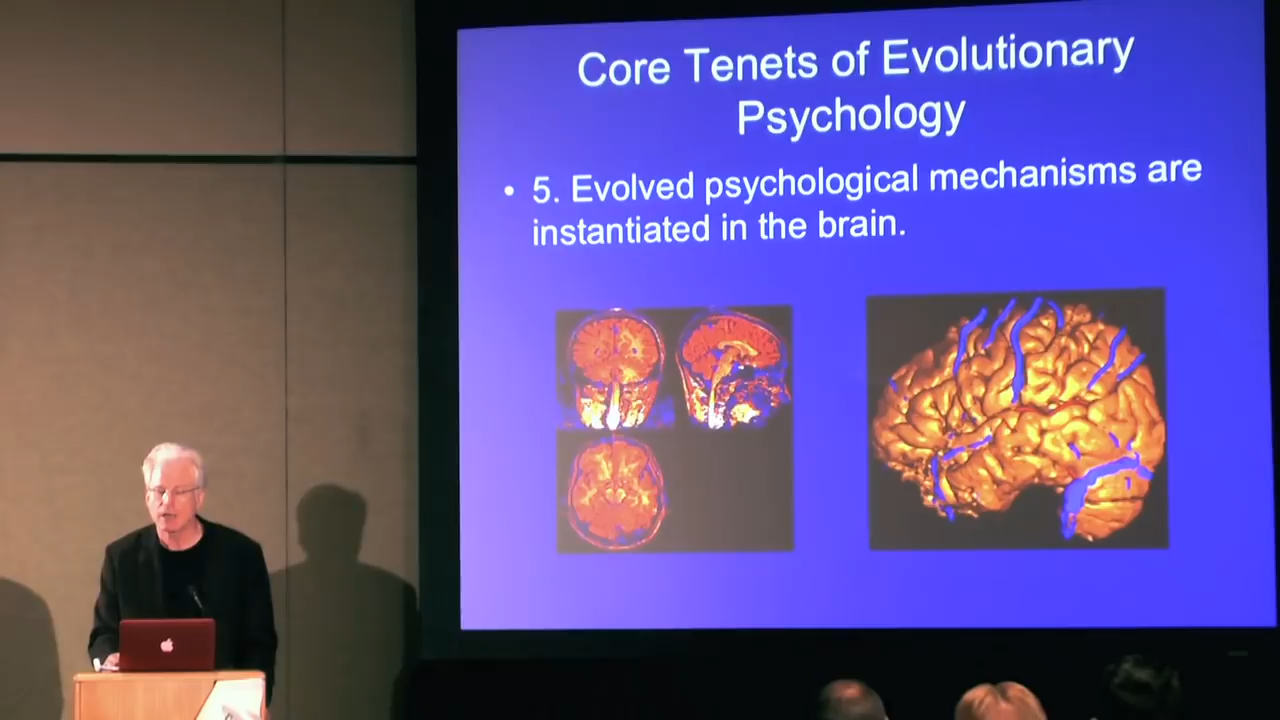 Core Tenets of Evolutionary
Psychology
• 5. Evolved psychological mechanisms are
instantiated in the brain.